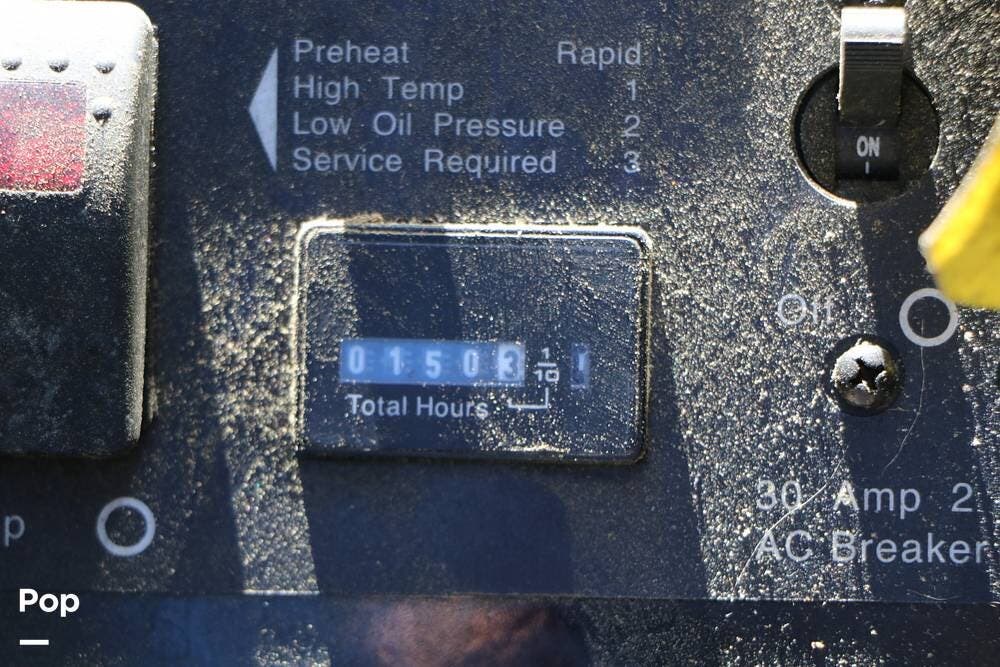 Preheat Rapid
High Temp 1
Low Oil Pressure 2
Service Required 3
ON
Off
01503 1/10
Total Hours
30 Amp 2
AC Breaker
p
Pop